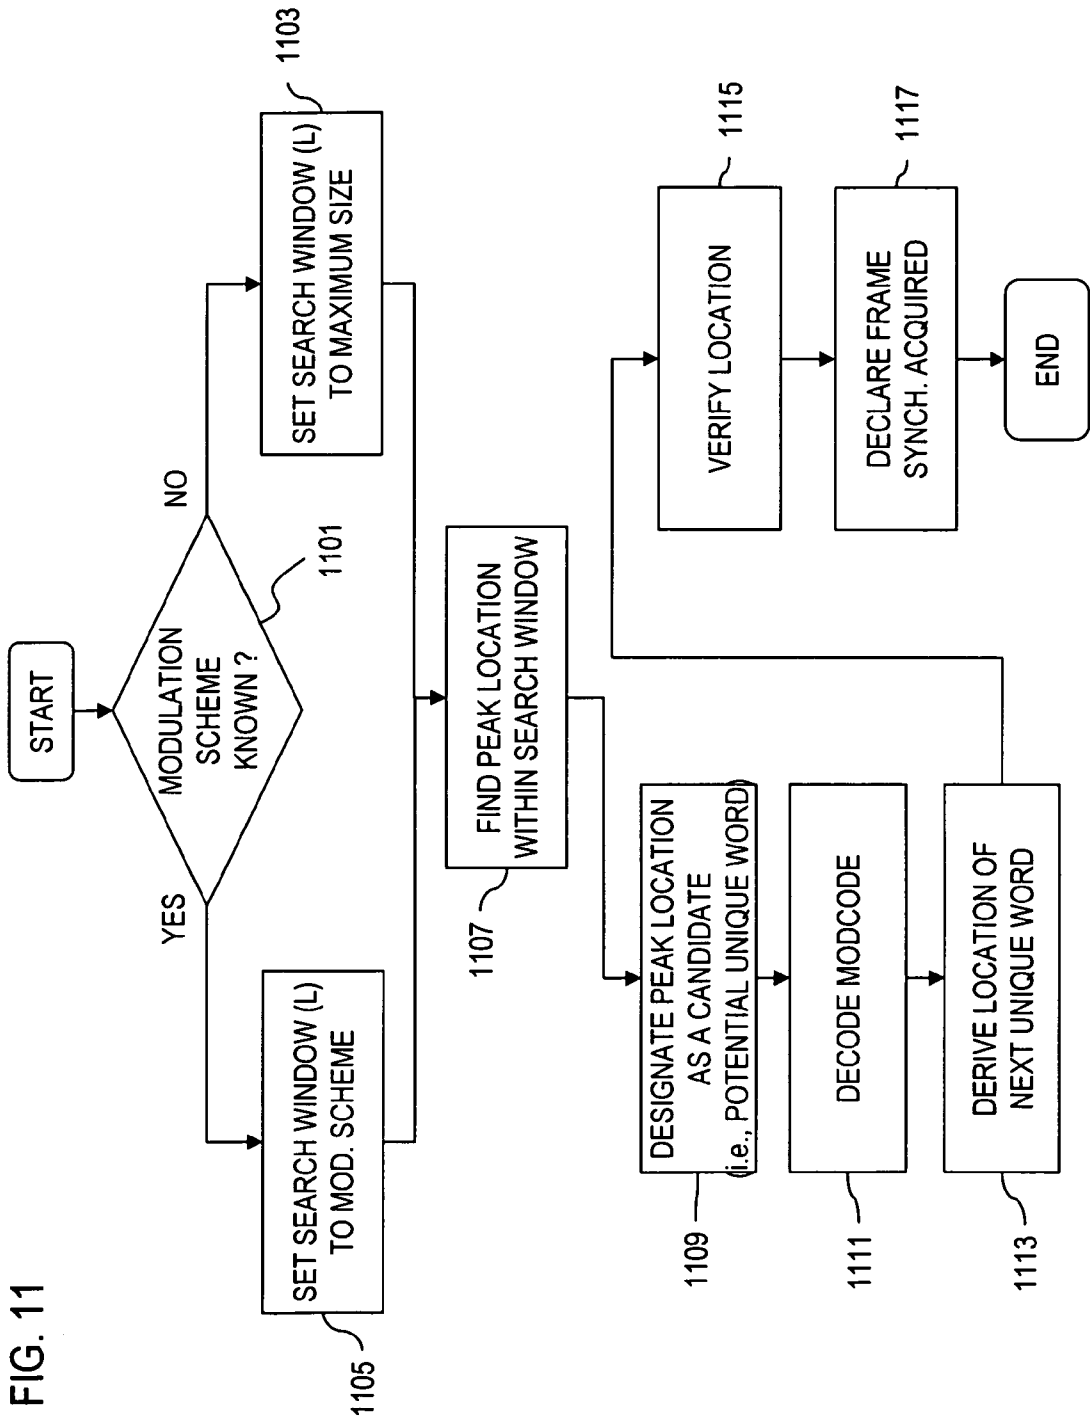 FIG. 11
START
MODULATION
SCHEME
KNOWN ?
1101
YES
NO
SET SEARCH WINDOW (L)
TO MOD. SCHEME
1105
SET SEARCH WINDOW (L)
TO MAXIMUM SIZE
1103
FIND PEAK LOCATION
WITHIN SEARCH WINDOW
1107
DESIGNATE PEAK LOCATION
AS A CANDIDATE
(i.e., POTENTIAL UNIQUE WORD)
1109
DECODE MODCODE
1111
DERIVE LOCATION OF
NEXT UNIQUE WORD
1113
VERIFY LOCATION
1115
DECLARE FRAME
SYNCH. ACQUIRED
1117
END